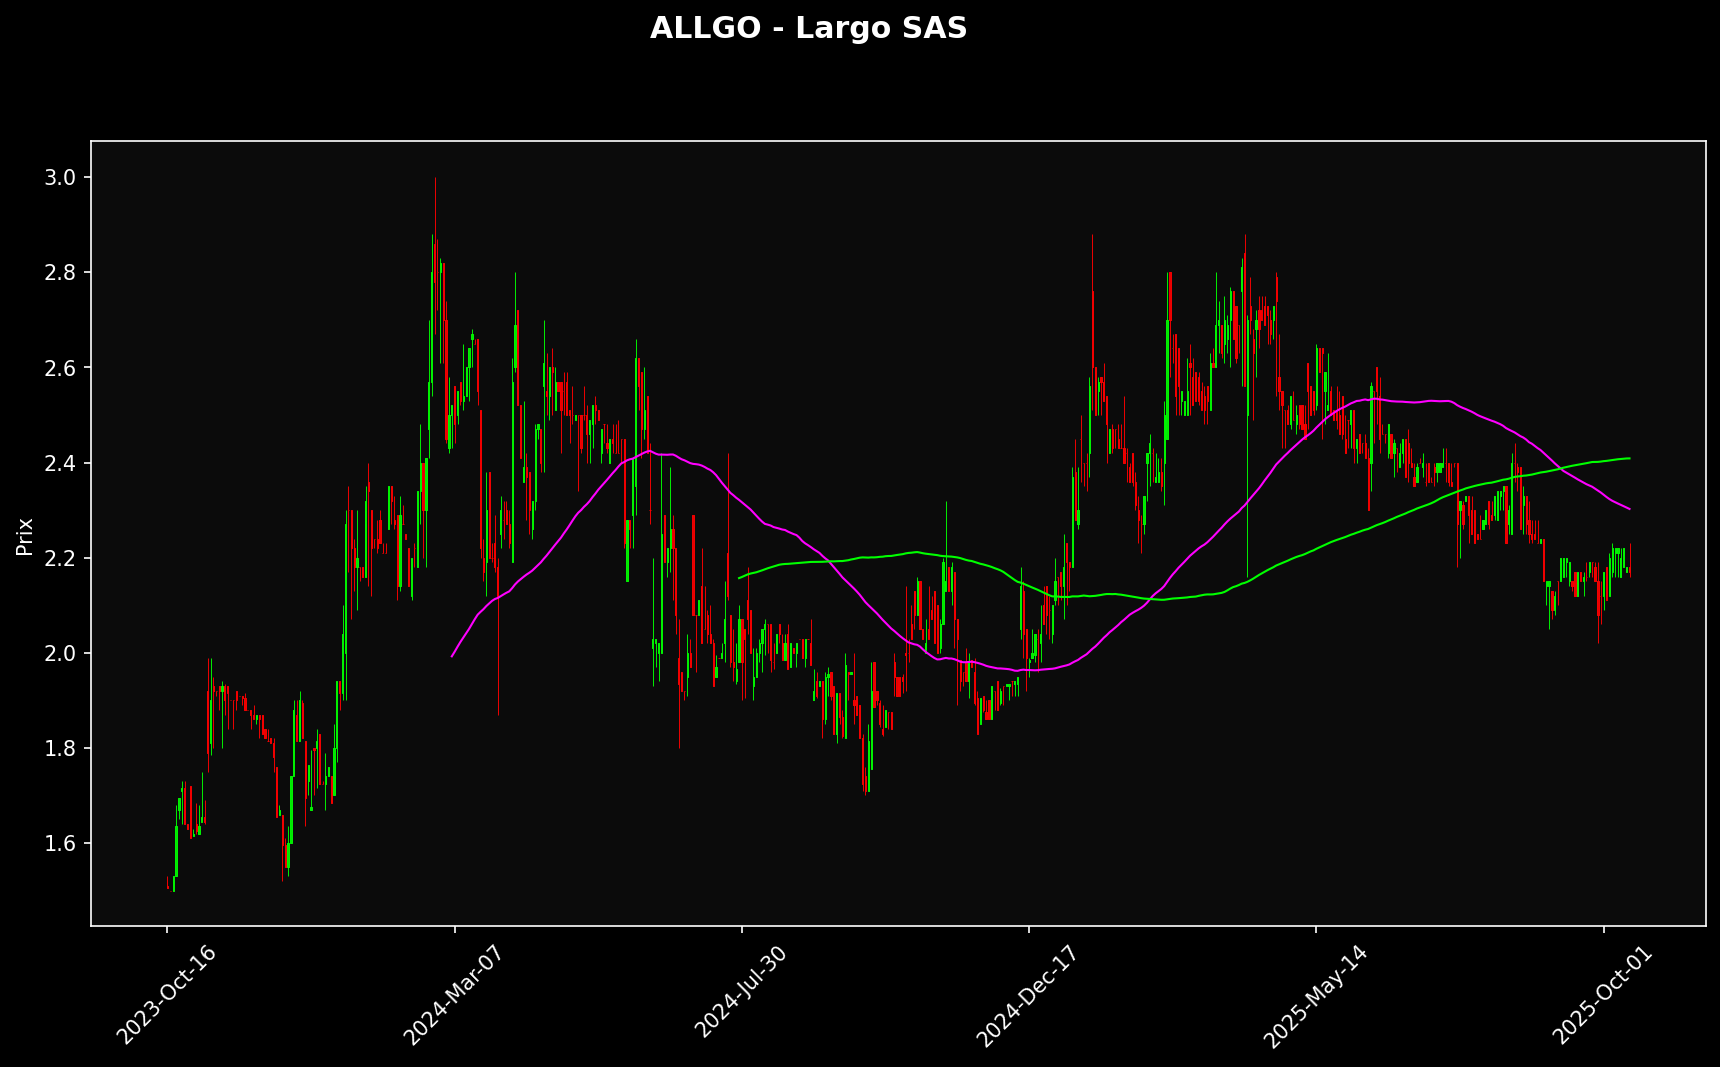 ALLGO - Largo SAS
Prix
3.0
2.8
2.6
2.4
2.2
2.0
1.8
1.6
2023-Oct-16
2024-Mar-07
2024-Jul-30
2024-Dec-17
2025-May-14
2025-Oct-01